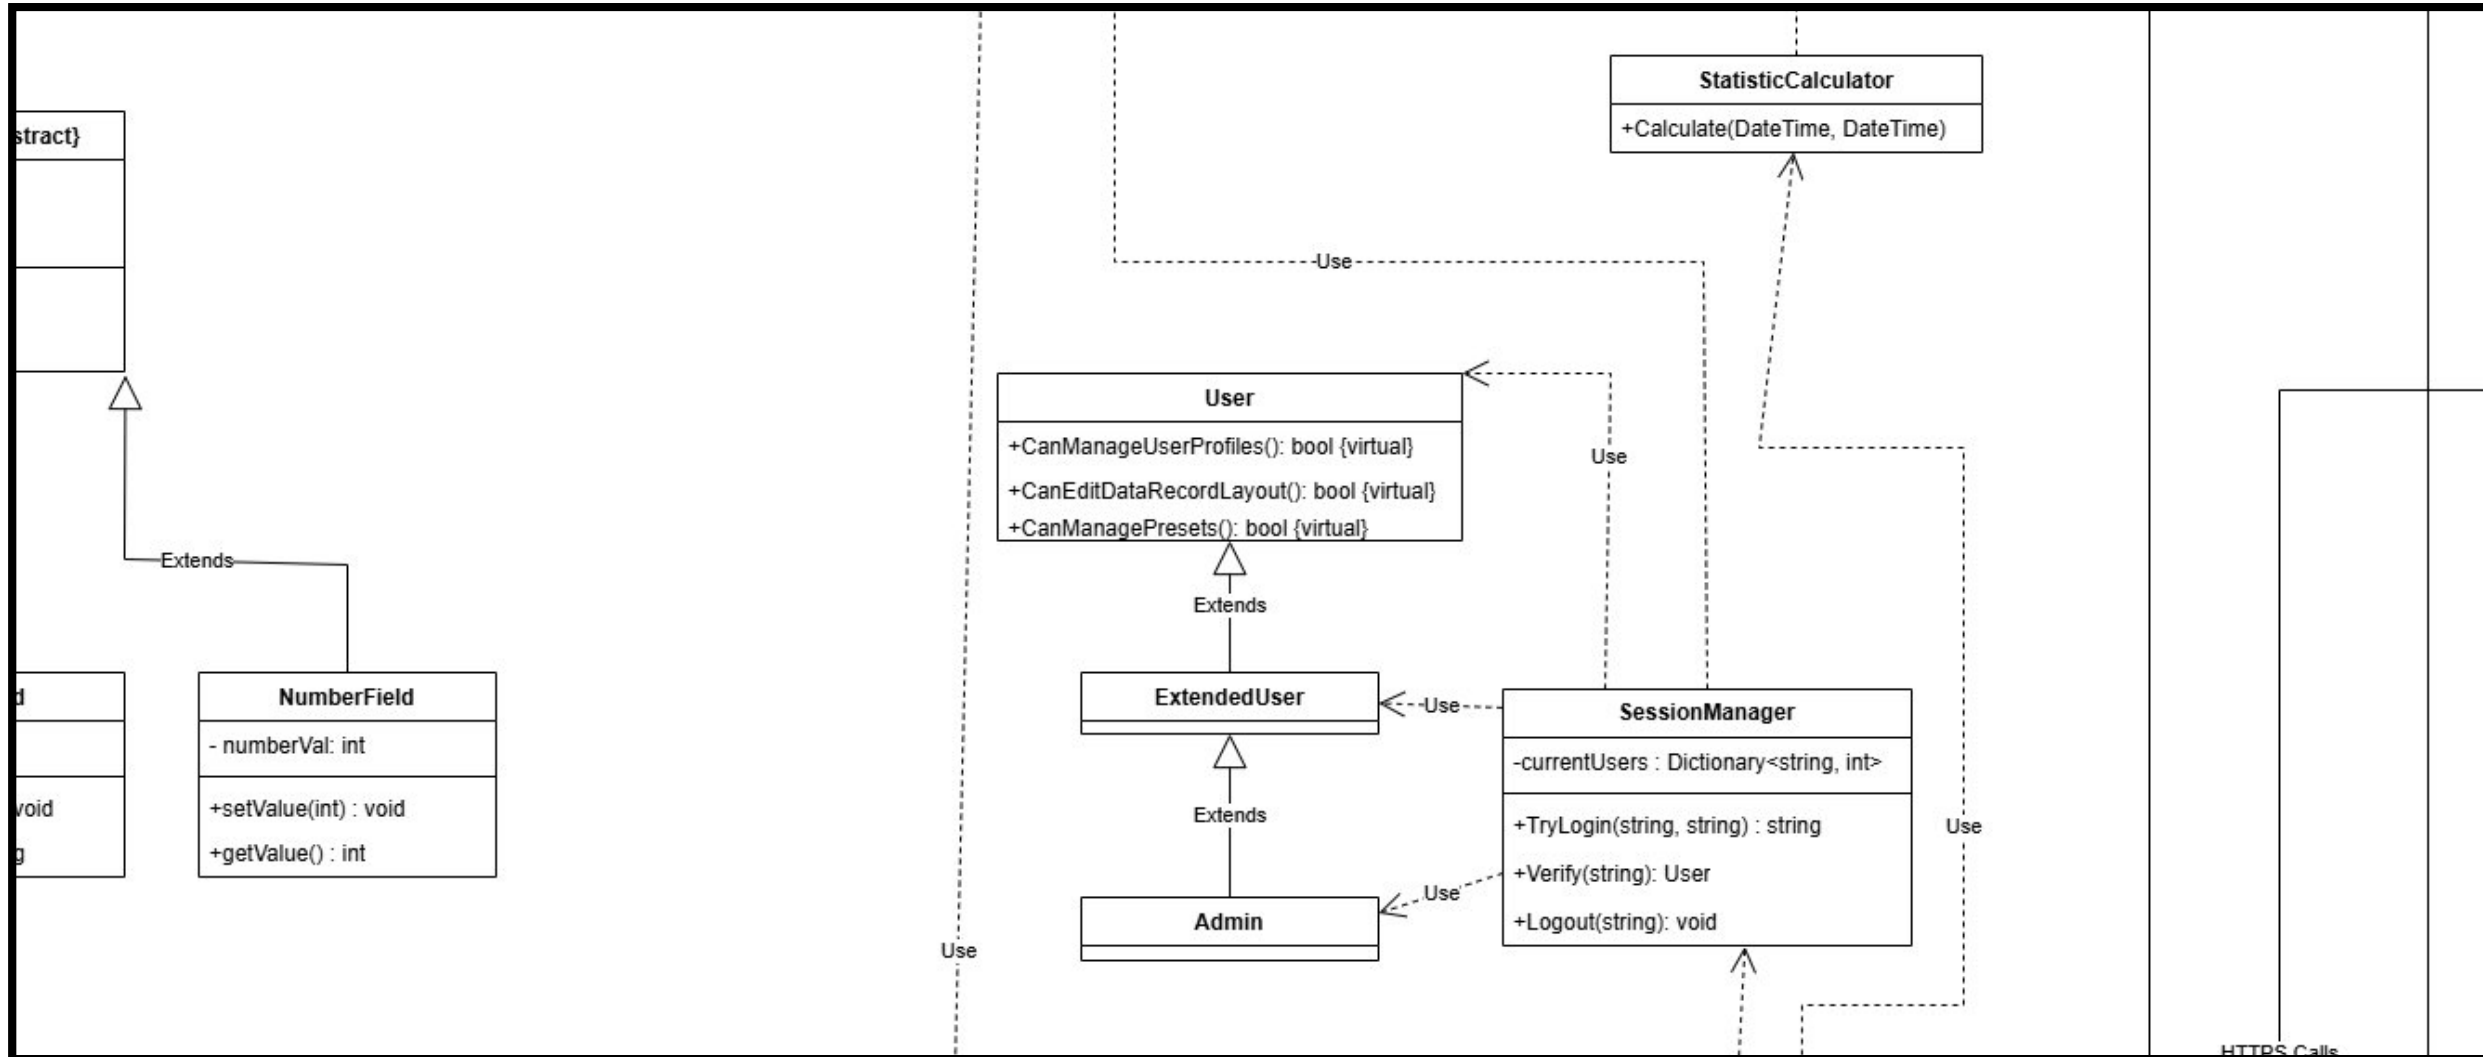 StatisticCalculator
+Calculate(DateTime, DateTime)
stract}
Use
User
+CanManageUserProfiles(): bool {virtual}
+CanEditDataRecordLayout(): bool {virtual}
+CanManagePresets(): bool {virtual}
Use
Extends
Extends
d
void
g
NumberField
- numberVal: int
+setValue(int) : void
+getValue() : int
ExtendedUser
Use
Extends
Admin
Use
SessionManager
-currentUsers : Dictionary<string, int>
+TryLogin(string, string) : string
+Verify(string): User
+Logout(string): void
Use
Use
HTTPS Calls